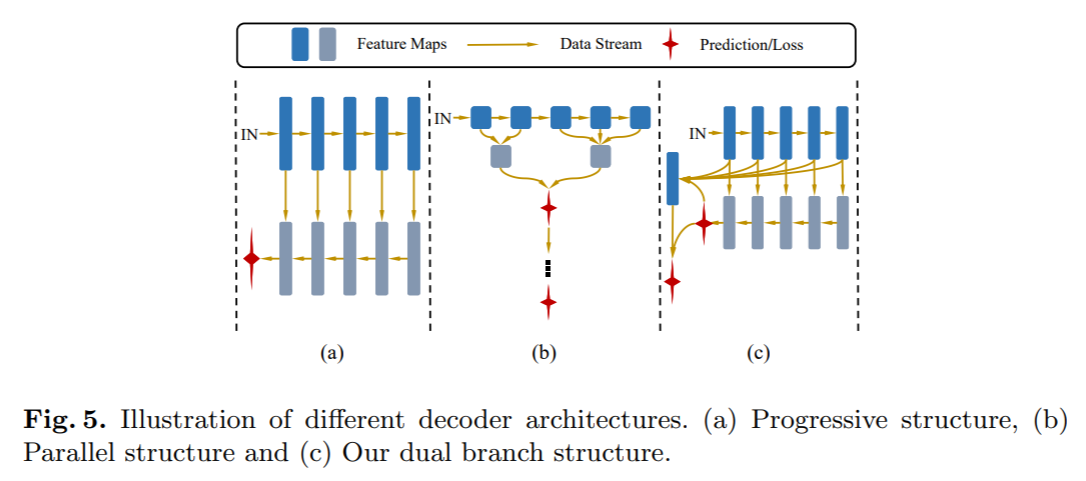 Feature Maps Data Stream Prediction/Loss
IN
IN
IN
(a) (b) (c)
Fig. 5. Illustration of different decoder architectures. (a) Progressive structure, (b)
Parallel structure and (c) Our dual branch structure.